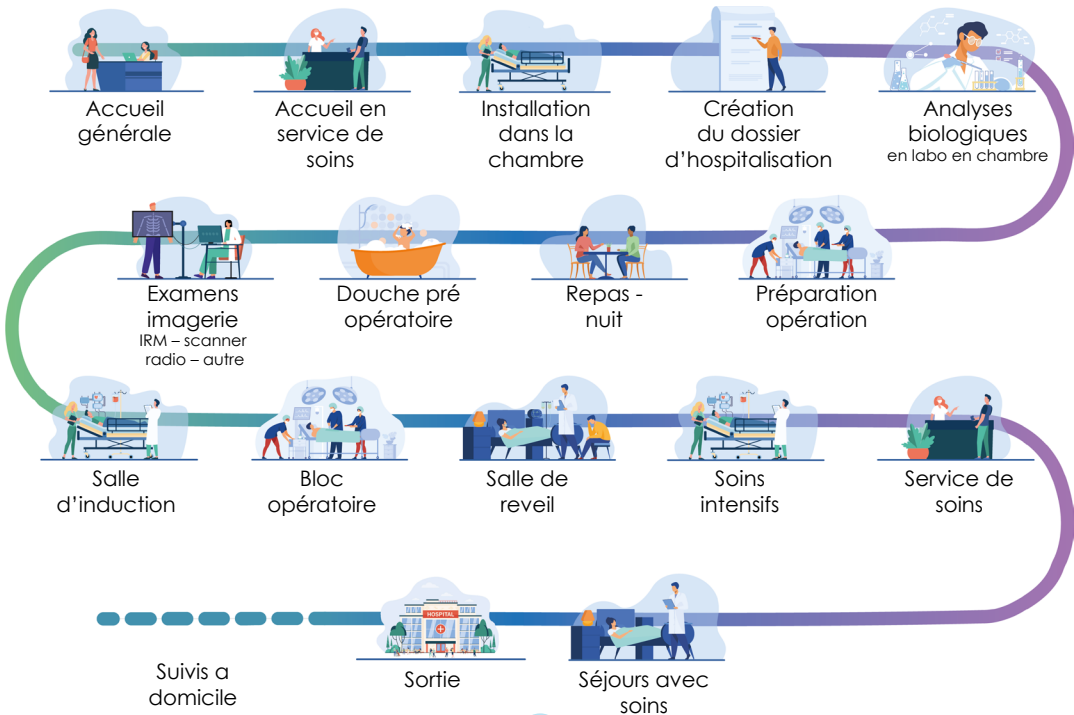 Accueil
générale
Accueil en
service de
soins
Installation
dans la
chambre
Création
du dossier
d'hospitalisation
Analyses
biologiques
en labo en chambre
Examens
imagerie
IRM – scanner
radio – autre
Douche pré
opératoire
Repas -
nuit
Préparation
opération
Salle
d'induction
Bloc
opératoire
Salle de
reveil
Soins
intensifs
Service de
soins
Suivis a
domicile
HOSPITAL
Sortie
Séjours avec
soins